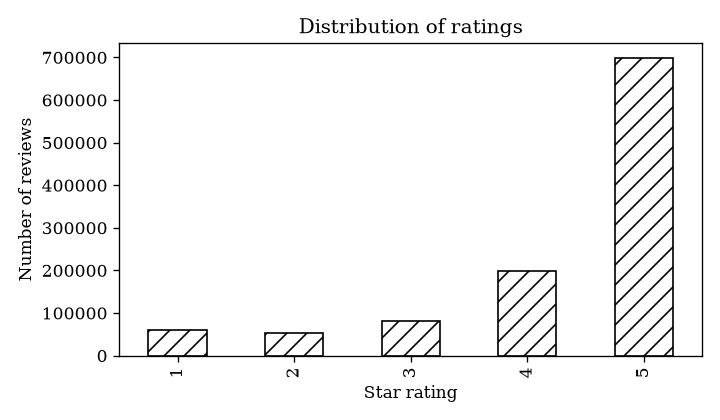 Distribution of ratings
Number of reviews
700000
600000
500000
400000
300000
200000
100000
0
1 2 3 4 5
Star rating